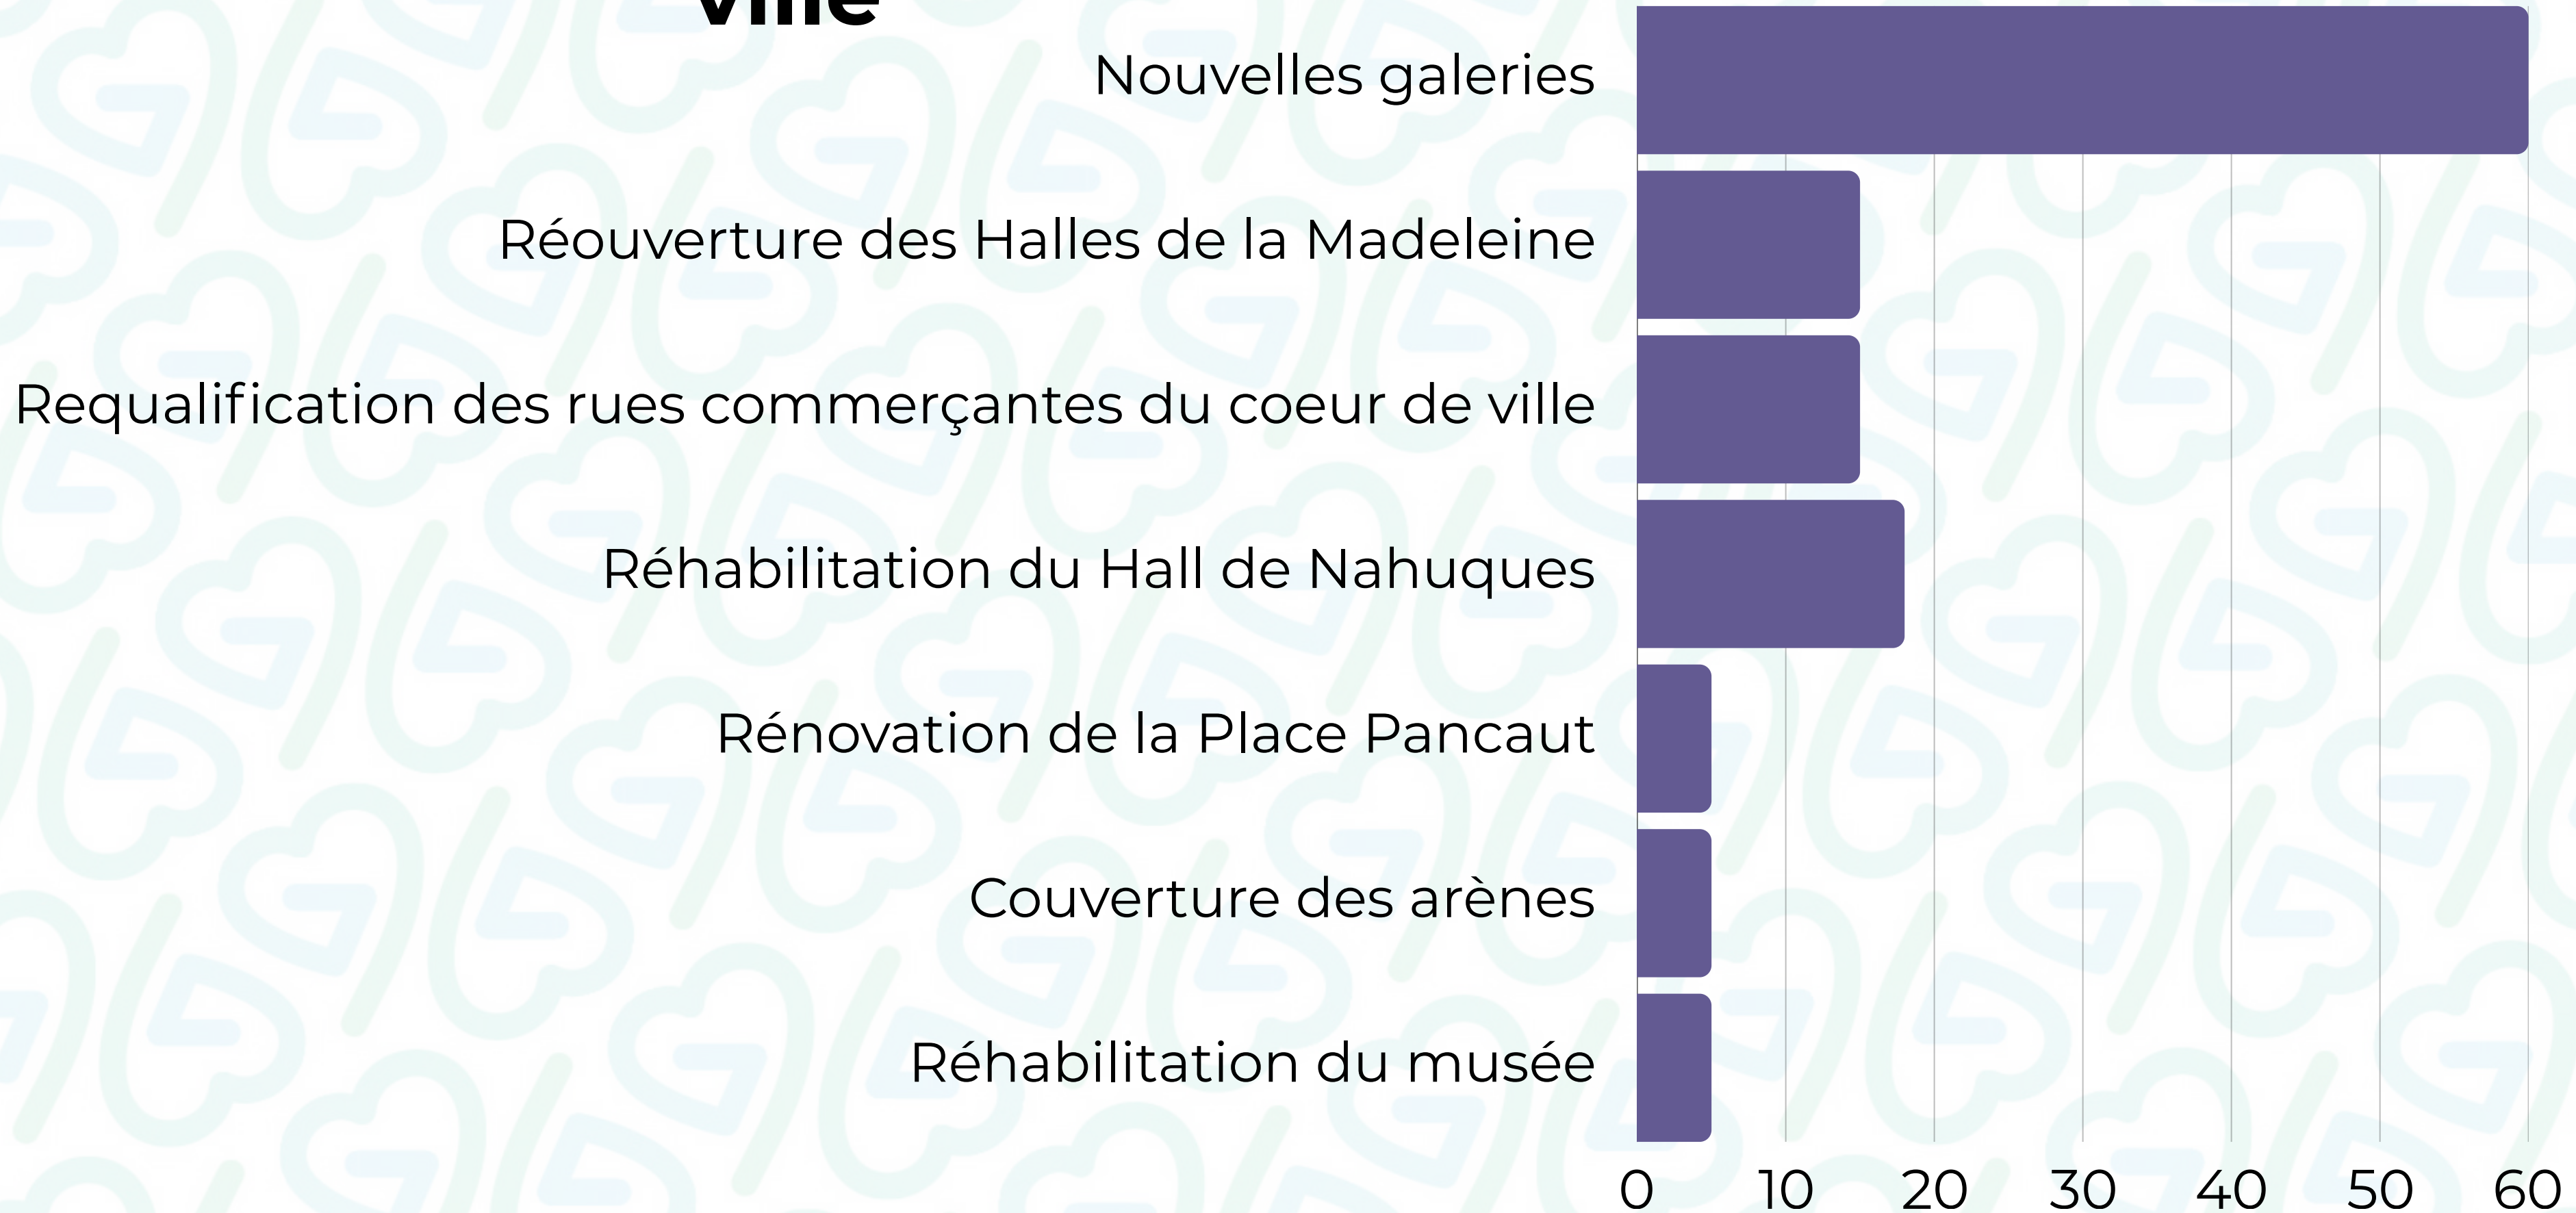 ville
Nouvelles galeries
Réouverture des Halles de la Madeleine
Requalification des rues commerçantes du coeur de ville
Réhabilitation du Hall de Nahuques
Rénovation de la Place Pancaut
Couverture des arènes
Réhabilitation du musée
0 10 20 30 40 50 60